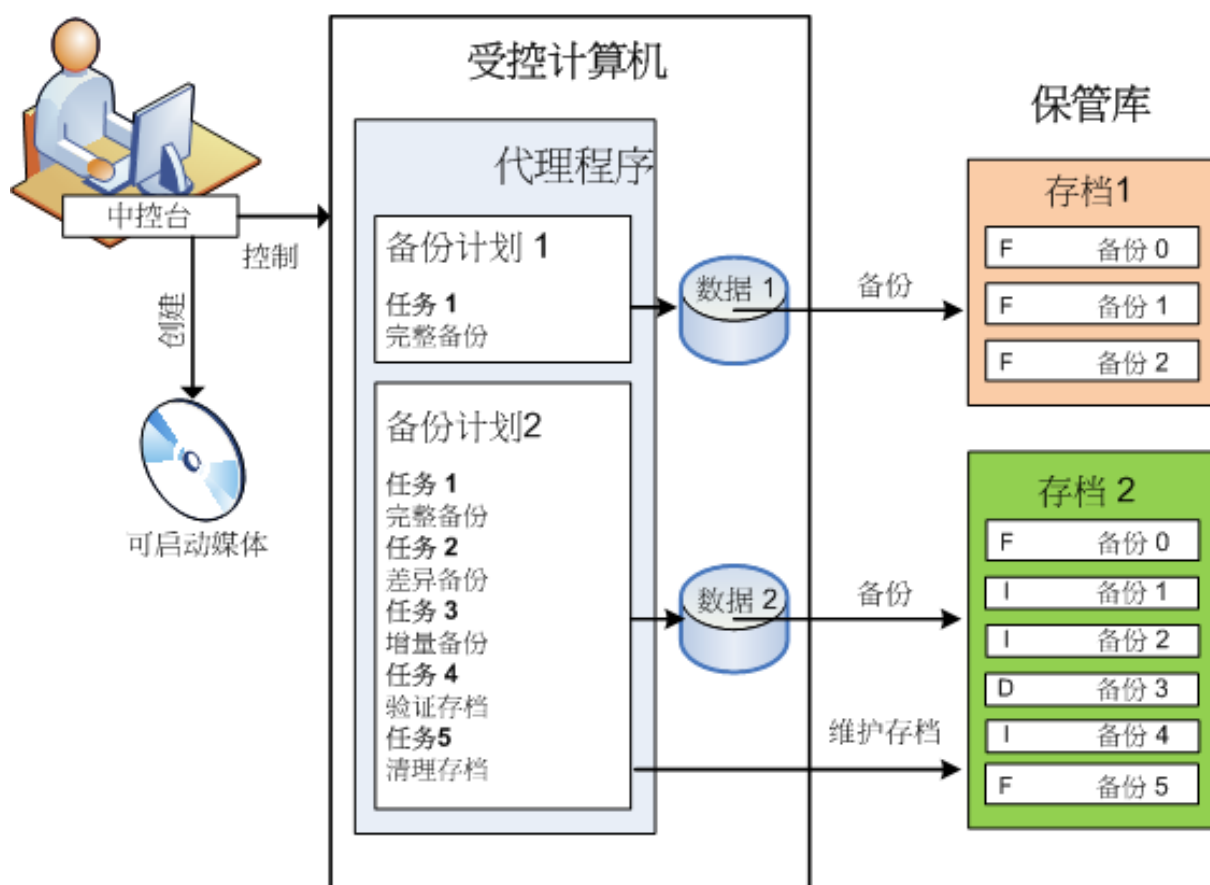 受控计算机
保管库
代理程序
中控台
控制
创建
可启动媒体
备份计划 1
任务 1
完整备份
数据 1
备份
存档1
F 备份 0
F 备份 1
F 备份 2
备份计划2
任务 1
完整备份
任务 2
差异备份
任务 3
增量备份
任务 4
验证存档
任务5
清理存档
数据 2
备份
维护存档
存档 2
F 备份 0
I 备份 1
I 备份 2
D 备份 3
I 备份 4
F 备份 5